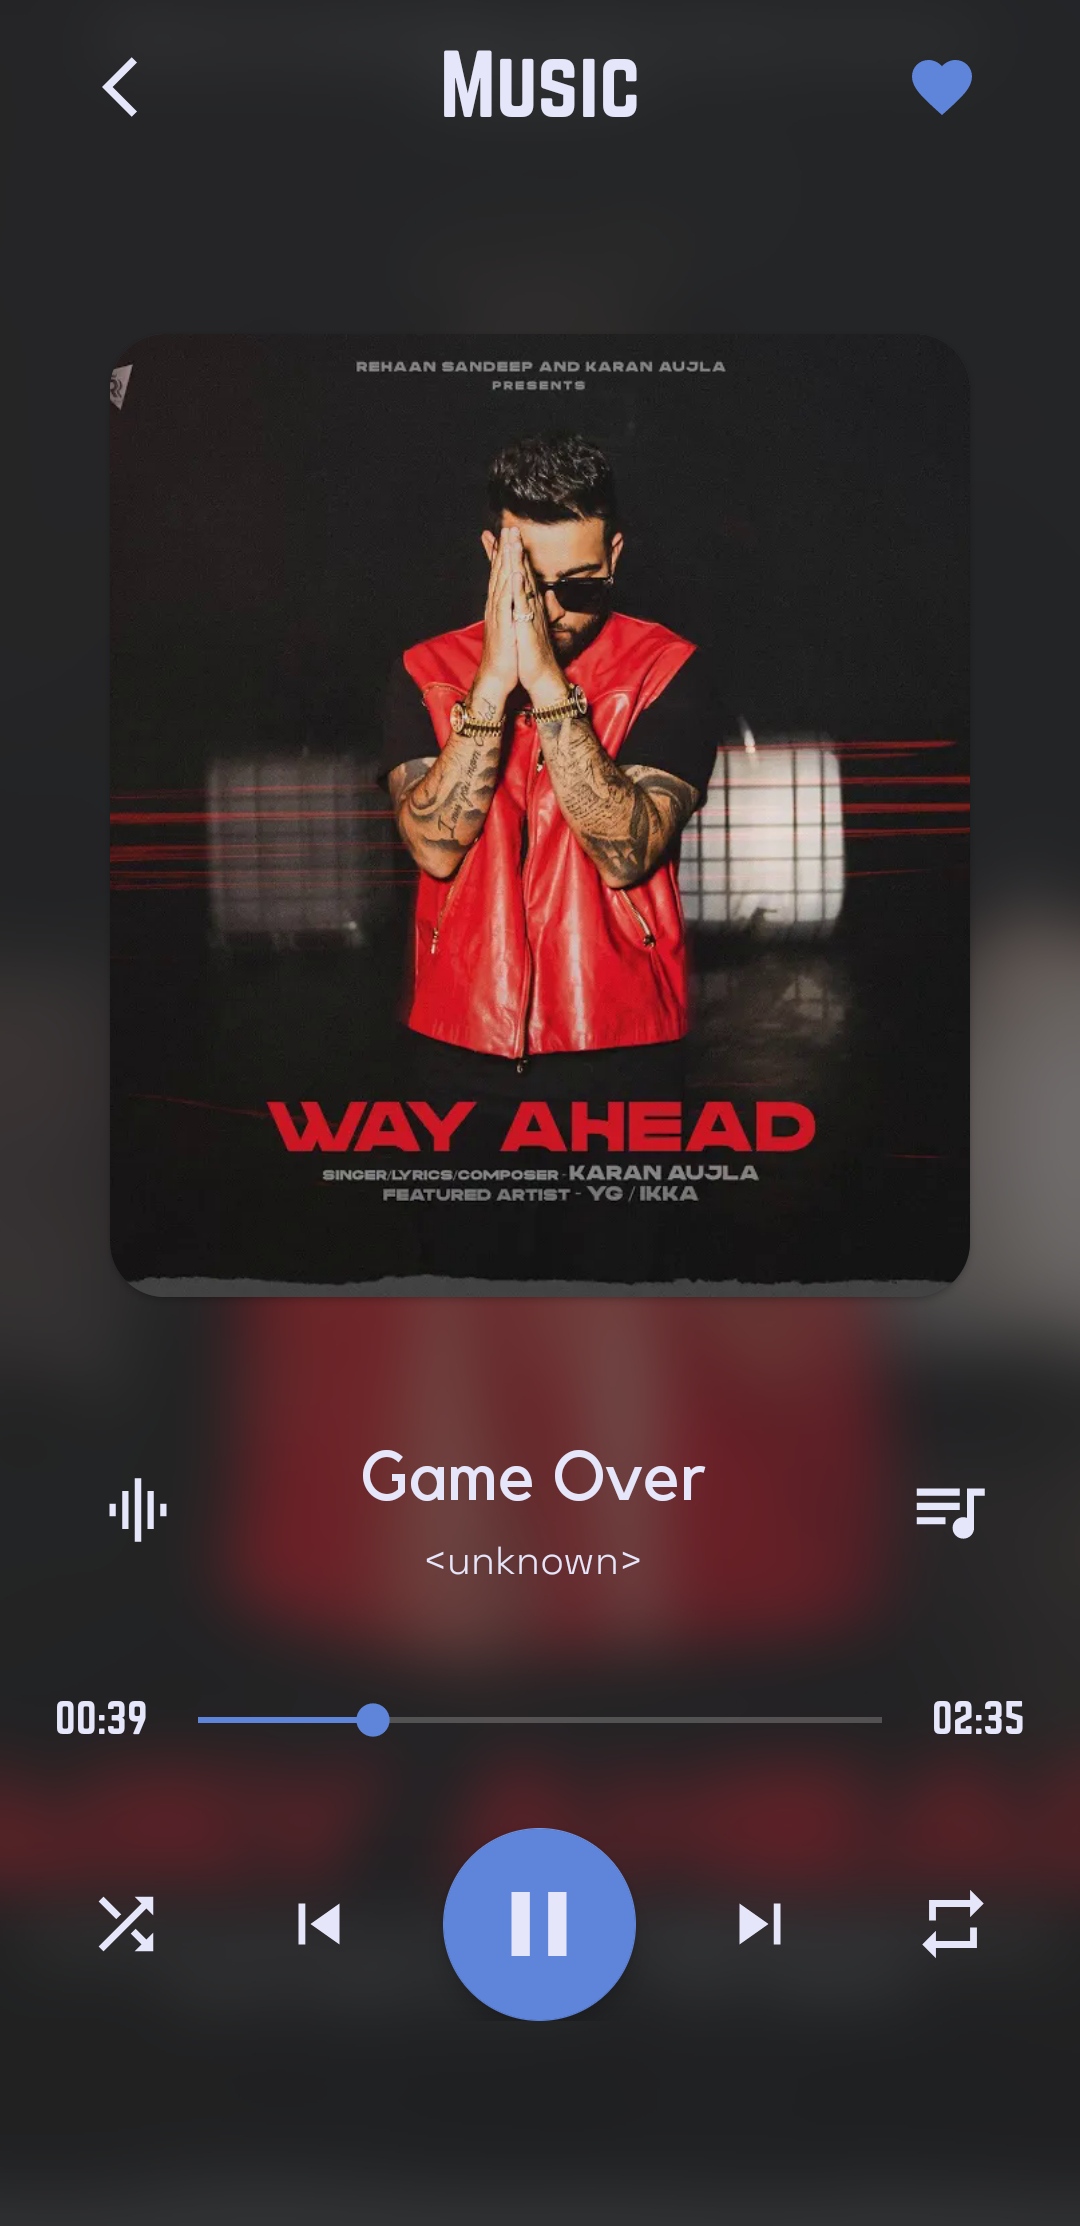 Music
REHAAN SANDEEP AND KARAN AUJLA
PRESENTS
WAY AHEAD
SINGER/LYRICS/COMPOSER - KARAN AUJLA
FEATURED ARTIST - YG / IKKA
Game Over
<unknown>
00:39 02:35